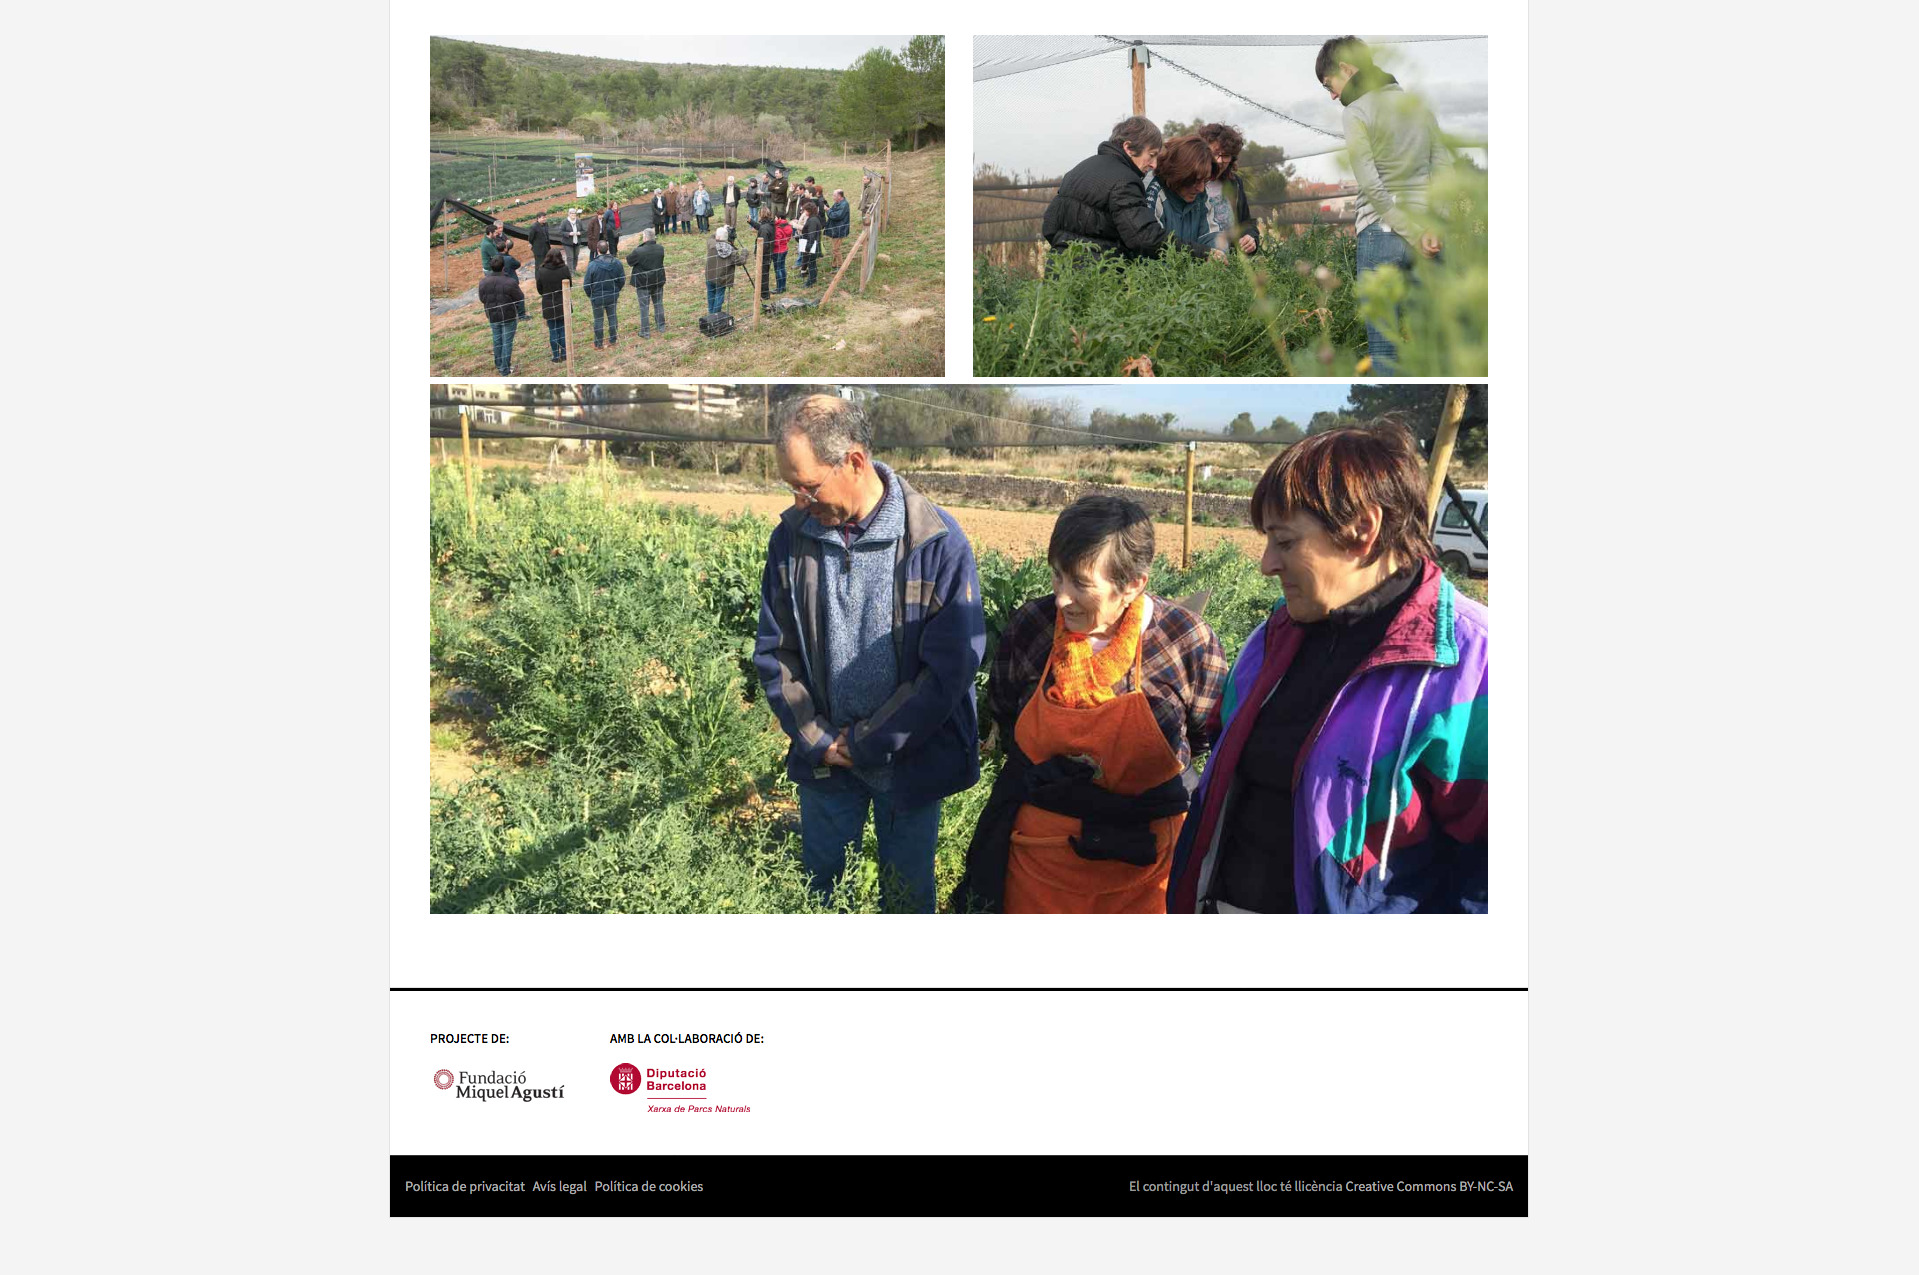 PROJECTE DE:
Fundació
Miquel Agustí
AMB LA COL·LABORACIÓ DE:
Diputació
Barcelona
Xarxa de Parcs Naturals
Política de privacitat Avís legal Política de cookies
El contingut d'aquest lloc té llicència Creative Commons BY-NC-SA